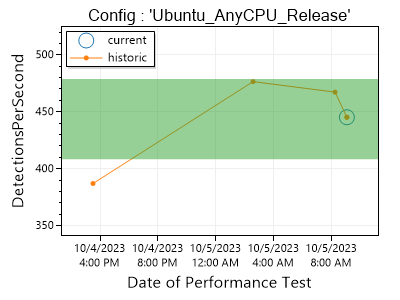 Config : 'Ubuntu_AnyCPU_Release'
current
historic
DetectionsPerSecond
500
450
400
350
10/4/2023 10/4/2023 10/5/2023 10/5/2023 10/5/2023
4:00 PM 8:00 PM 12:00 AM 4:00 AM 8:00 AM
Date of Performance Test